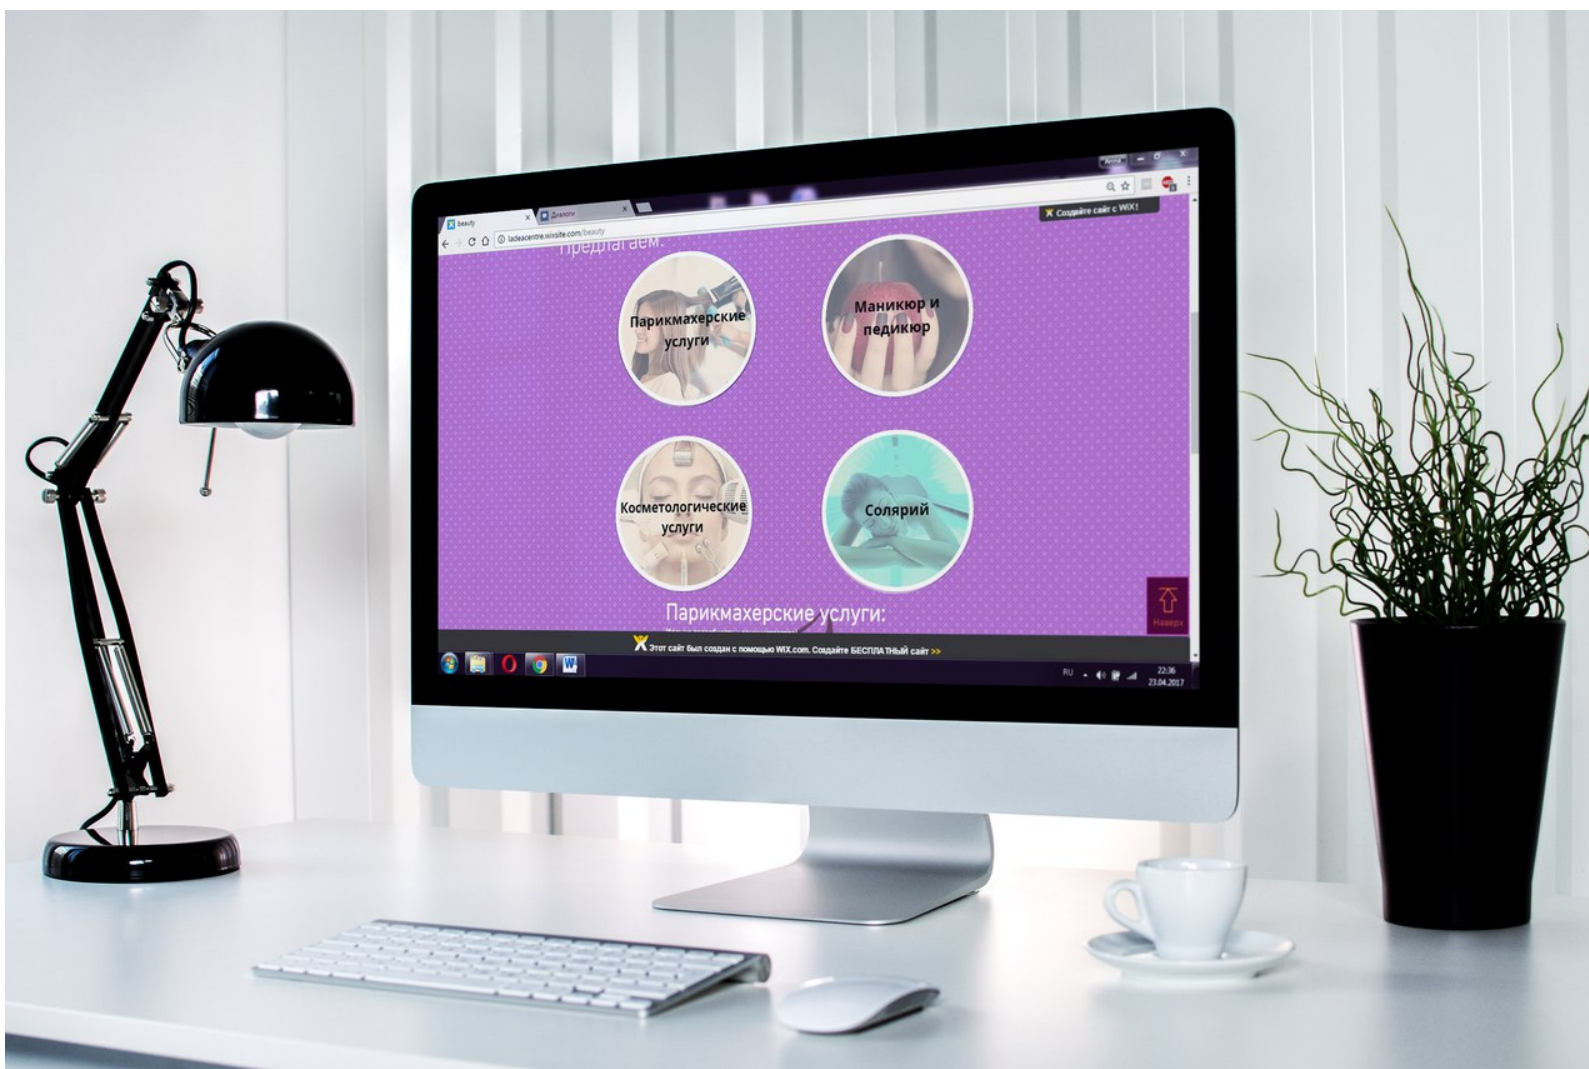 Anna
beauty
Диалоги
ladeacentre.wixsite.com/beauty
Создайте сайт с WIX!
Предлагаем:
Парикмахерские
услуги
Маникюр и
педикюр
Косметологические
услуги
Солярий
Наверх
Парикмахерские услуги:
Этот сайт был создан с помощью WIX.com. Создайте БЕСПЛАТНЫЙ сайт >>
RU
22:36
23.04.2017